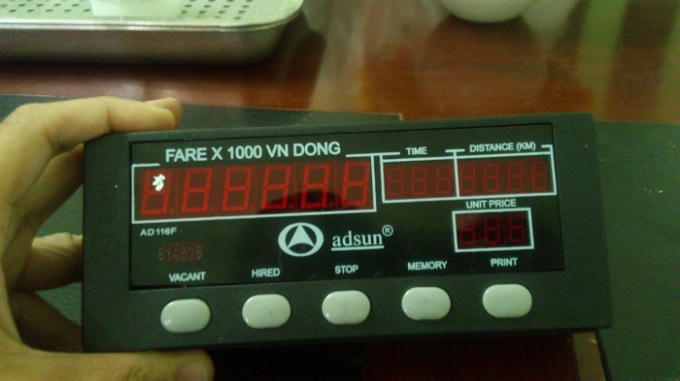 FARE X 1000 VN DONG
TIME
DISTANCE (KM)
UNIT PRICE
AD116F
adsun®
VACANT
HIRED
STOP
MEMORY
PRINT